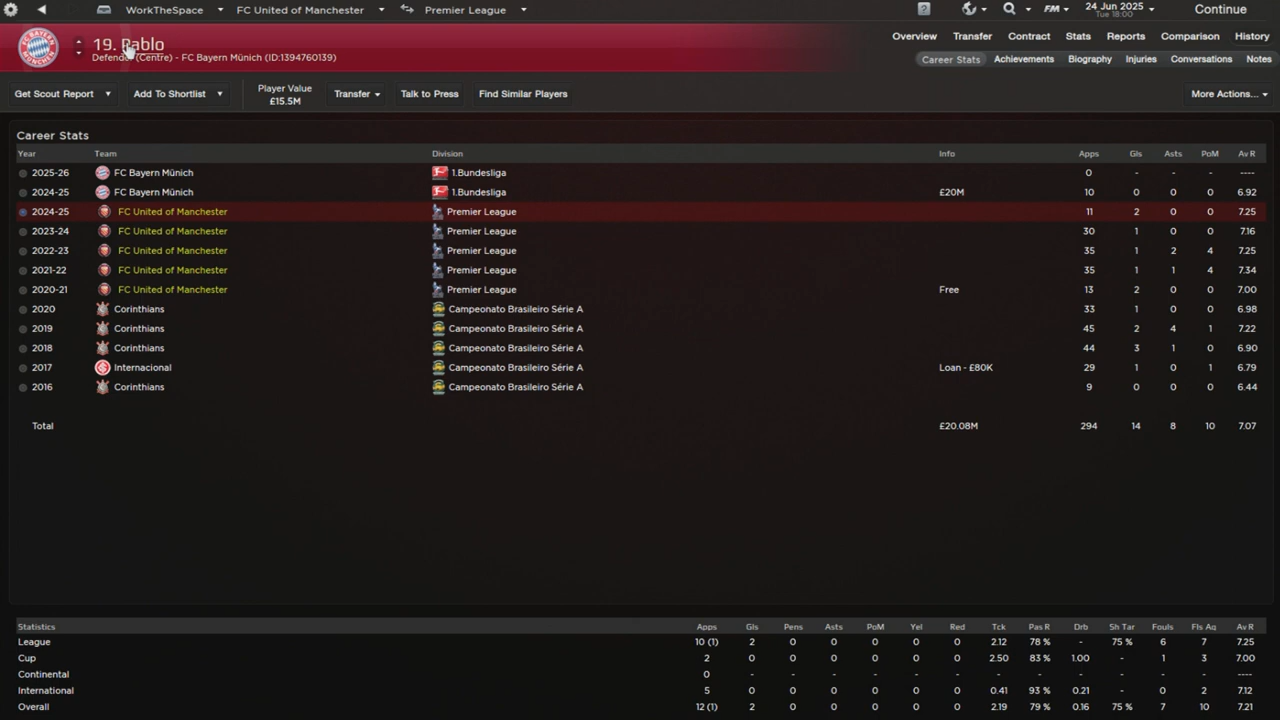 WorkTheSpace FC United of Manchester Premier League ? FM 24 Jun 2025 Tue 18:00 Continue
19. Pablo
Defender (Centre) - FC Bayern Münich (ID:1394760139)
Overview Transfer Contract Stats Reports Comparison History
Career Stats Achievements Biography Injuries Conversations Notes
Get Scout Report Add To Shortlist Player Value £15.5M Transfer Talk to Press Find Similar Players More Actions...
Career Stats
Year Team Division Info Apps Gls Asts PoM Av R
2025-26 FC Bayern Münich 1.Bundesliga 0 - - - ----
2024-25 FC Bayern Münich 1.Bundesliga £20M 10 0 0 0 6.92
2024-25 FC United of Manchester Premier League 11 2 0 0 7.25
2023-24 FC United of Manchester Premier League 30 1 0 0 7.16
2022-23 FC United of Manchester Premier League 35 1 2 4 7.25
2021-22 FC United of Manchester Premier League 35 1 1 4 7.34
2020-21 FC United of Manchester Premier League Free 13 2 0 0 7.00
2020 Corinthians Campeonato Brasileiro Série A 33 1 0 0 6.98
2019 Corinthians Campeonato Brasileiro Série A 45 2 4 1 7.22
2018 Corinthians Campeonato Brasileiro Série A 44 3 1 0 6.90
2017 Internacional Campeonato Brasileiro Série A Loan - £80K 29 1 0 1 6.79
2016 Corinthians Campeonato Brasileiro Série A 9 0 0 0 6.44
Total £20.08M 294 14 8 10 7.07
Statistics Apps Gls Pens Asts PoM Yel Red Tck Pas R Drb Sh Tar Fouls Fls Ag Av R
League 10 (1) 2 0 0 0 0 0 2.12 78 % - 75 % 6 7 7.25
Cup 2 0 0 0 0 0 0 2.50 83 % 1.00 - 1 3 7.00
Continental 0 - - - - - - - - - - - - ----
International 5 0 0 0 0 0 0 0.41 93 % 0.21 - 0 2 7.12
Overall 12 (1) 2 0 0 0 0 0 2.19 79 % 0.16 75 % 7 10 7.21